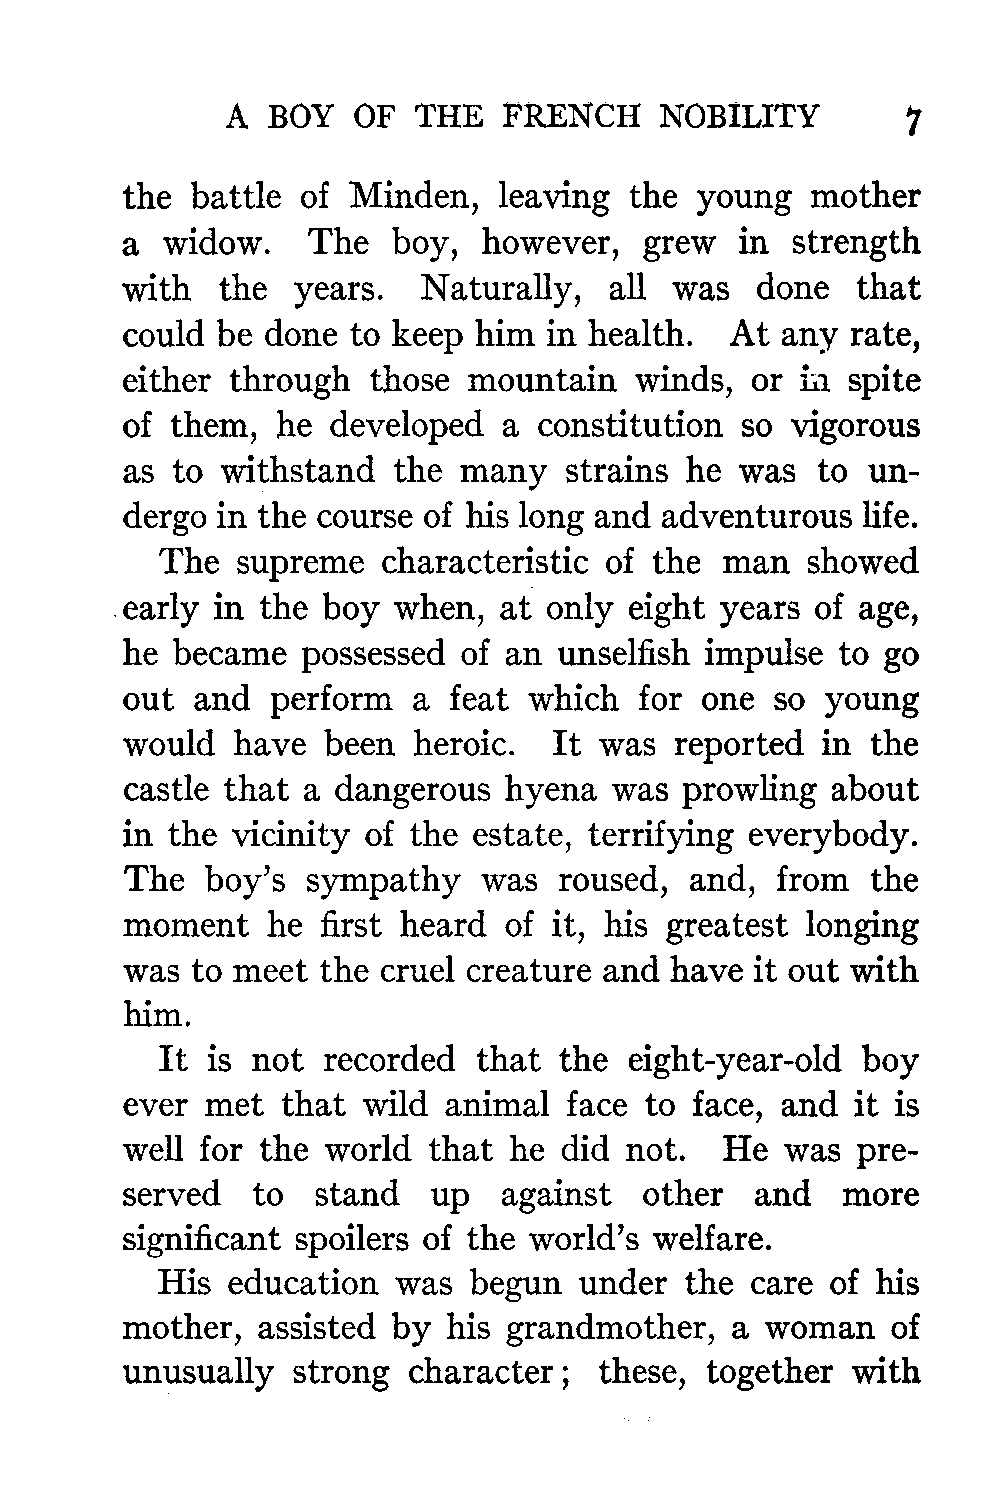 A BOY OF THE FRENCH NOBILITY 7
the battle of Minden, leaving the young mother
a widow. The boy, however, grew in strength
with the years. Naturally, all was done that
could be done to keep him in health. At any rate,
either through those mountain winds, or in spite
of them, he developed a constitution so vigorous
as to withstand the many strains he was to un-
dergo in the course of his long and adventurous life.
The supreme characteristic of the man showed
early in the boy when, at only eight years of age,
he became possessed of an unselfish impulse to go
out and perform a feat which for one so young
would have been heroic. It was reported in the
castle that a dangerous hyena was prowling about
in the vicinity of the estate, terrifying everybody.
The boy's sympathy was roused, and, from the
moment he first heard of it, his greatest longing
was to meet the cruel creature and have it out with
him.
It is not recorded that the eight-year-old boy
ever met that wild animal face to face, and it is
well for the world that he did not. He was pre-
served to stand up against other and more
significant spoilers of the world's welfare.
His education was begun under the care of his
mother, assisted by his grandmother, a woman of
unusually strong character; these, together with